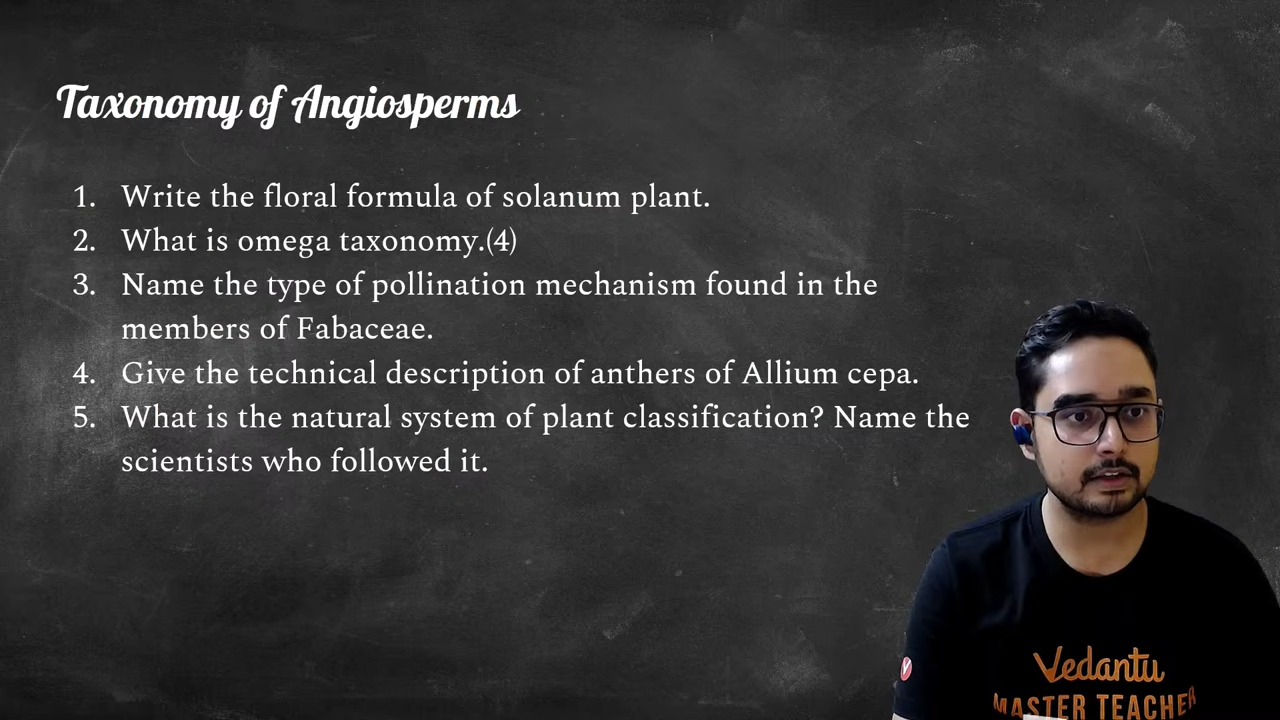 Taxonomy of Angiosperms
1. Write the floral formula of solanum plant.
2. What is omega taxonomy.(4)
3. Name the type of pollination mechanism found in the
members of Fabaceae.
4. Give the technical description of anthers of Allium cepa.
5. What is the natural system of plant classification? Name the
scientists who followed it.
Vedantu
MASTER TEACHER